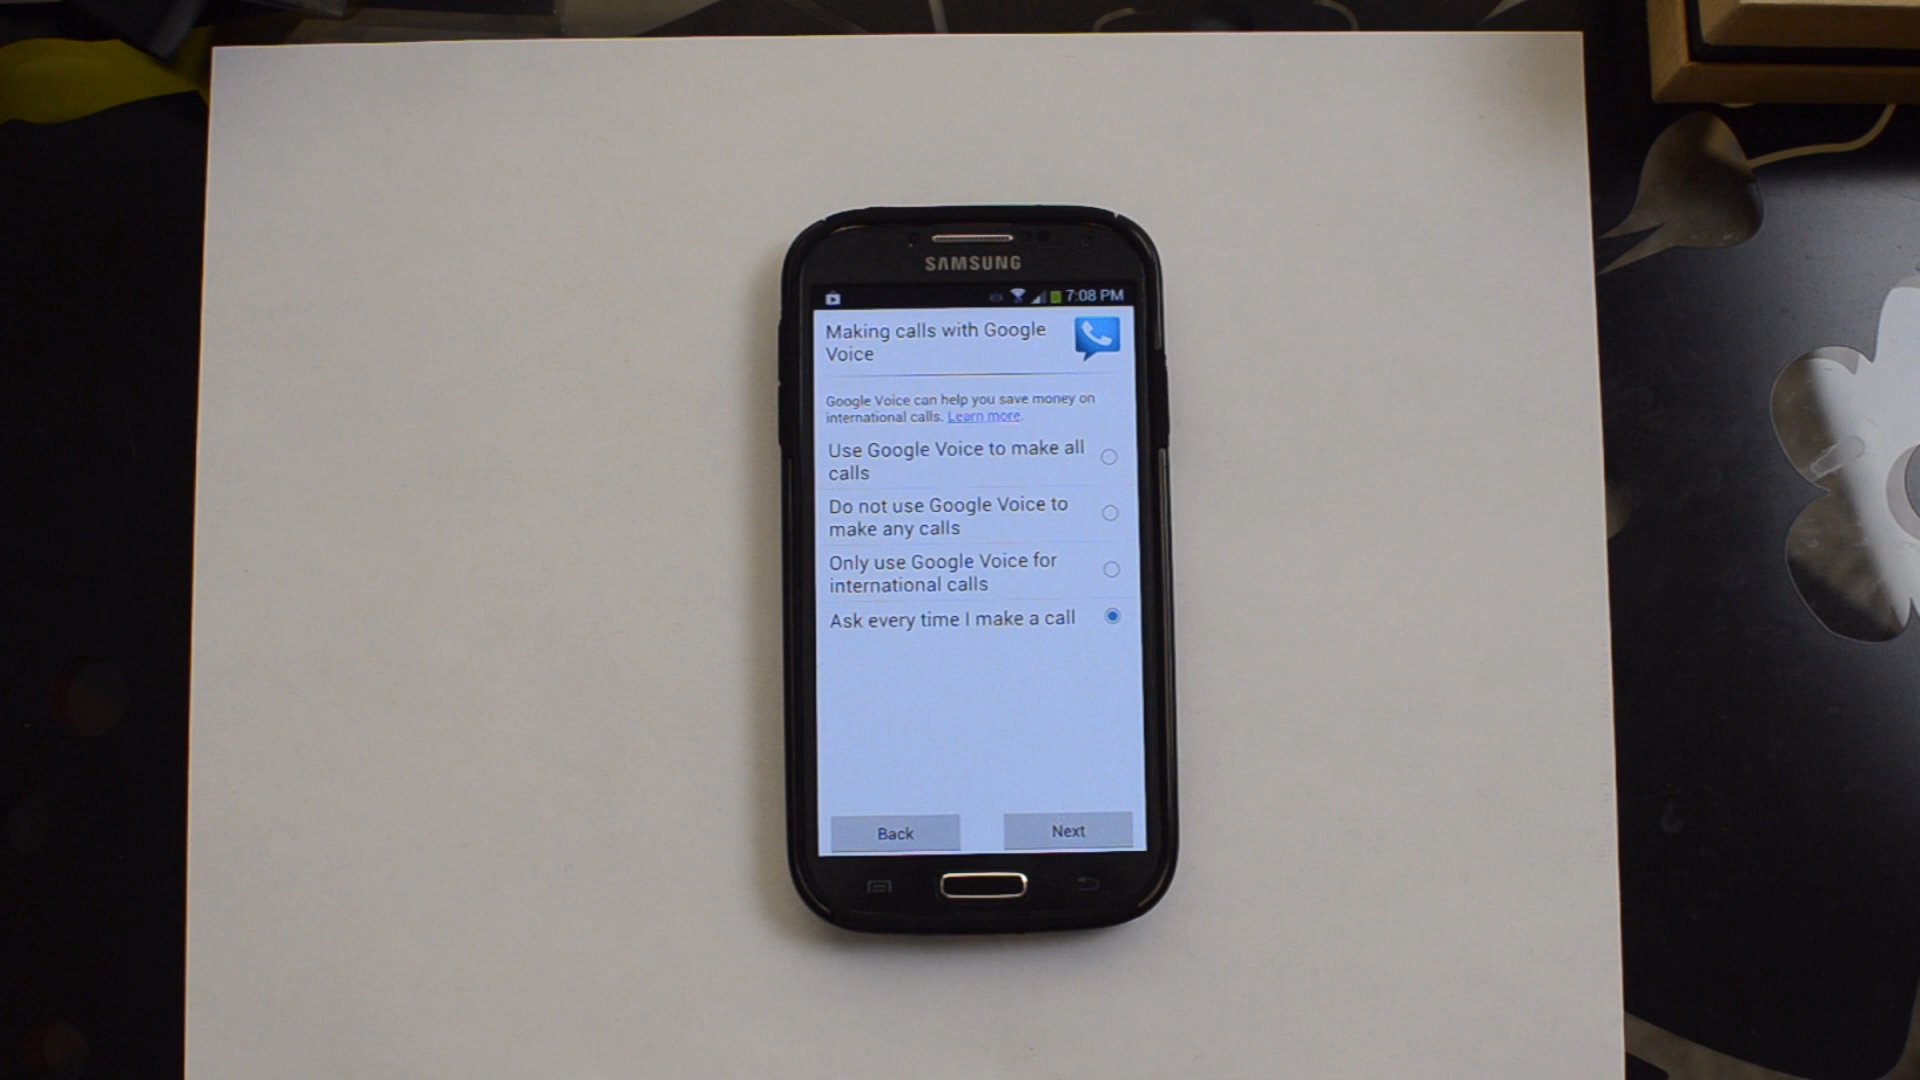 SAMSUNG
7:08 PM
Making calls with Google
Voice
Google Voice can help you save money on
international calls. Learn more.
Use Google Voice to make all
calls
Do not use Google Voice to
make any calls
Only use Google Voice for
international calls
Ask every time I make a call
Back
Next